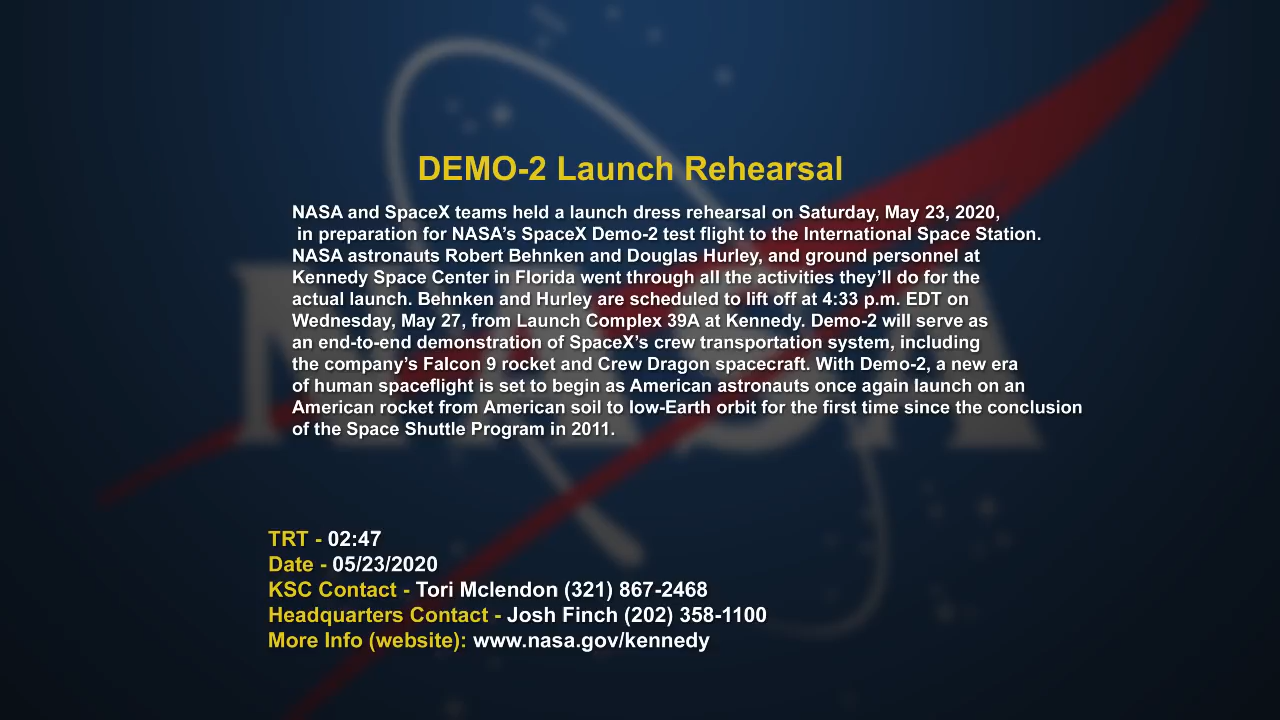 DEMO-2 Launch Rehearsal
NASA and SpaceX teams held a launch dress rehearsal on Saturday, May 23, 2020,
in preparation for NASA’s SpaceX Demo-2 test flight to the International Space Station.
NASA astronauts Robert Behnken and Douglas Hurley, and ground personnel at
Kennedy Space Center in Florida went through all the activities they’ll do for the
actual launch. Behnken and Hurley are scheduled to lift off at 4:33 p.m. EDT on
Wednesday, May 27, from Launch Complex 39A at Kennedy. Demo-2 will serve as
an end-to-end demonstration of SpaceX’s crew transportation system, including
the company’s Falcon 9 rocket and Crew Dragon spacecraft. With Demo-2, a new era
of human spaceflight is set to begin as American astronauts once again launch on an
American rocket from American soil to low-Earth orbit for the first time since the conclusion
of the Space Shuttle Program in 2011.
NASA
TRT - 02:47
Date - 05/23/2020
KSC Contact - Tori Mclendon (321) 867-2468
Headquarters Contact - Josh Finch (202) 358-1100
More Info (website): www.nasa.gov/kennedy